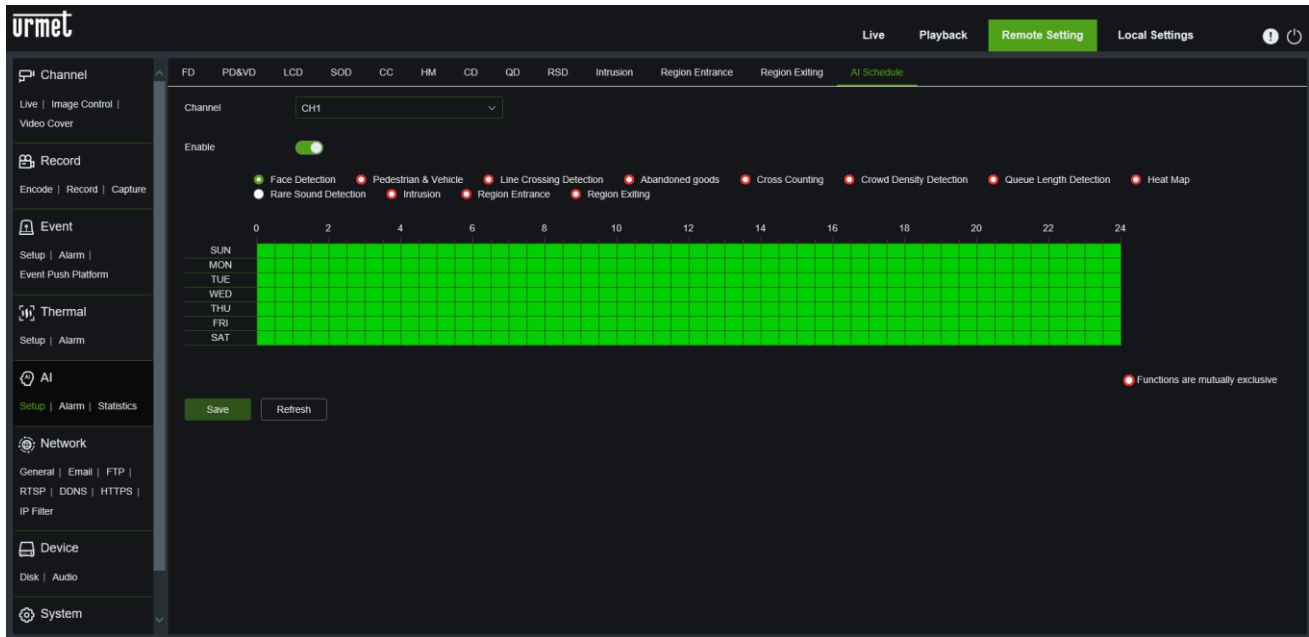 urmet
Live Playback Remote Setting Local Settings
Channel
Live | Image Control |
Video Cover
Record
Encode | Record | Capture
Event
Setup | Alarm |
Event Push Platform
Thermal
Setup | Alarm
AI
Setup | Alarm | Statistics
Network
General | Email | FTP |
RTSP | DDNS | HTTPS |
IP Filter
Device
Disk | Audio
System
FD PD&VD LCD SOD CC HM CD QD RSD Intrusion Region Entrance Region Exiting AI Schedule
Channel CH1
Enable
Face Detection Pedestrian & Vehicle Line Crossing Detection Abandoned goods Cross Counting Crowd Density Detection Queue Length Detection Heat Map
Rare Sound Detection Intrusion Region Entrance Region Exiting
0 2 4 6 8 10 12 14 16 18 20 22 24
SUN
MON
TUE
WED
THU
FRI
SAT
Functions are mutually exclusive
Save Refresh